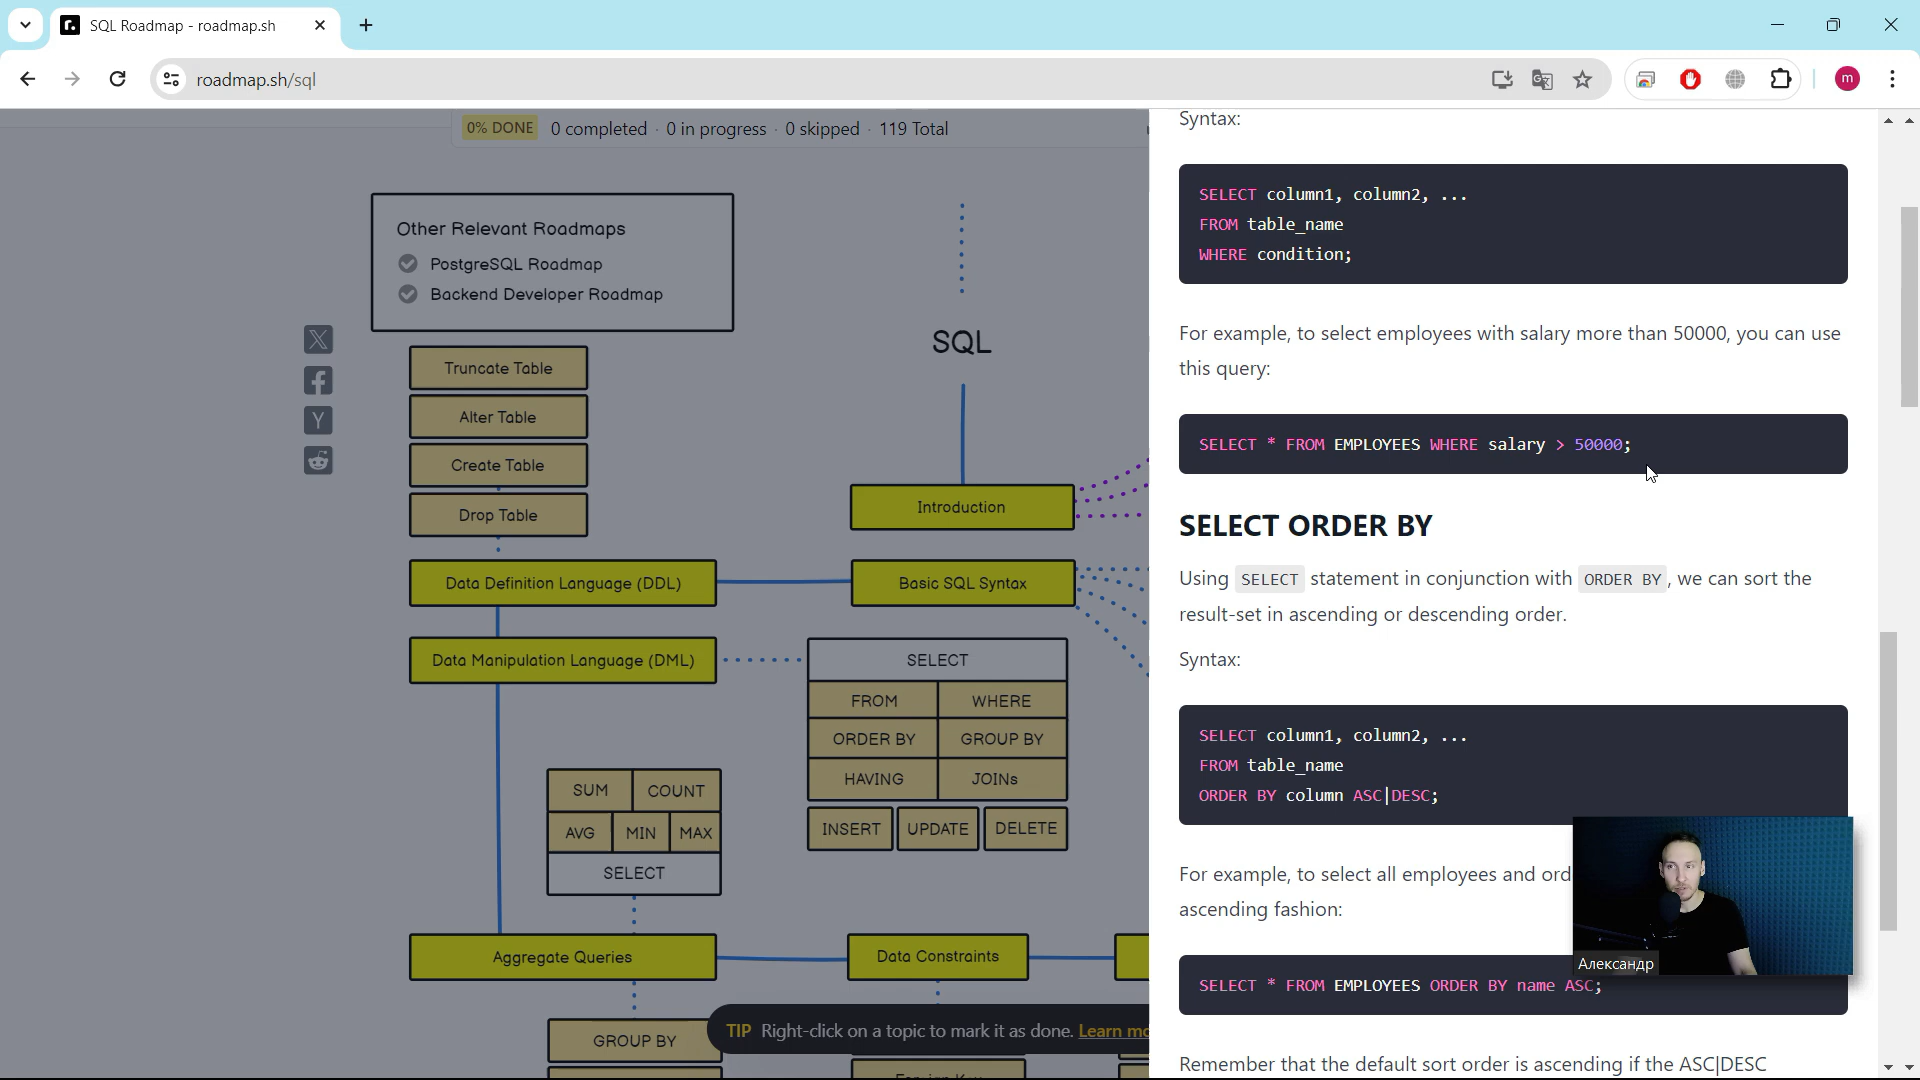 SQL Roadmap - roadmap.sh
roadmap.sh/sql
m
0% DONE 0 completed · 0 in progress · 0 skipped · 119 Total
Other Relevant Roadmaps
PostgreSQL Roadmap
Backend Developer Roadmap
Truncate Table
Alter Table
Create Table
Drop Table
SQL
Introduction
Data Definition Language (DDL)
Basic SQL Syntax
Data Manipulation Language (DML)
SELECT
FROM WHERE
ORDER BY GROUP BY
HAVING JOINs
INSERT UPDATE DELETE
SUM COUNT
AVG MIN MAX
SELECT
Aggregate Queries
Data Constraints
GROUP BY
TIP Right-click on a topic to mark it as done. Learn mo
Syntax:
SELECT column1, column2, ...
FROM table_name
WHERE condition;
For example, to select employees with salary more than 50000, you can use
this query:
SELECT * FROM EMPLOYEES WHERE salary > 50000;
SELECT ORDER BY
Using SELECT statement in conjunction with ORDER BY, we can sort the
result-set in ascending or descending order.
Syntax:
SELECT column1, column2, ...
FROM table_name
ORDER BY column ASC|DESC;
For example, to select all employees and ord
ascending fashion:
SELECT * FROM EMPLOYEES ORDER BY name ASC;
Remember that the default sort order is ascending if the ASC|DESC
Александр